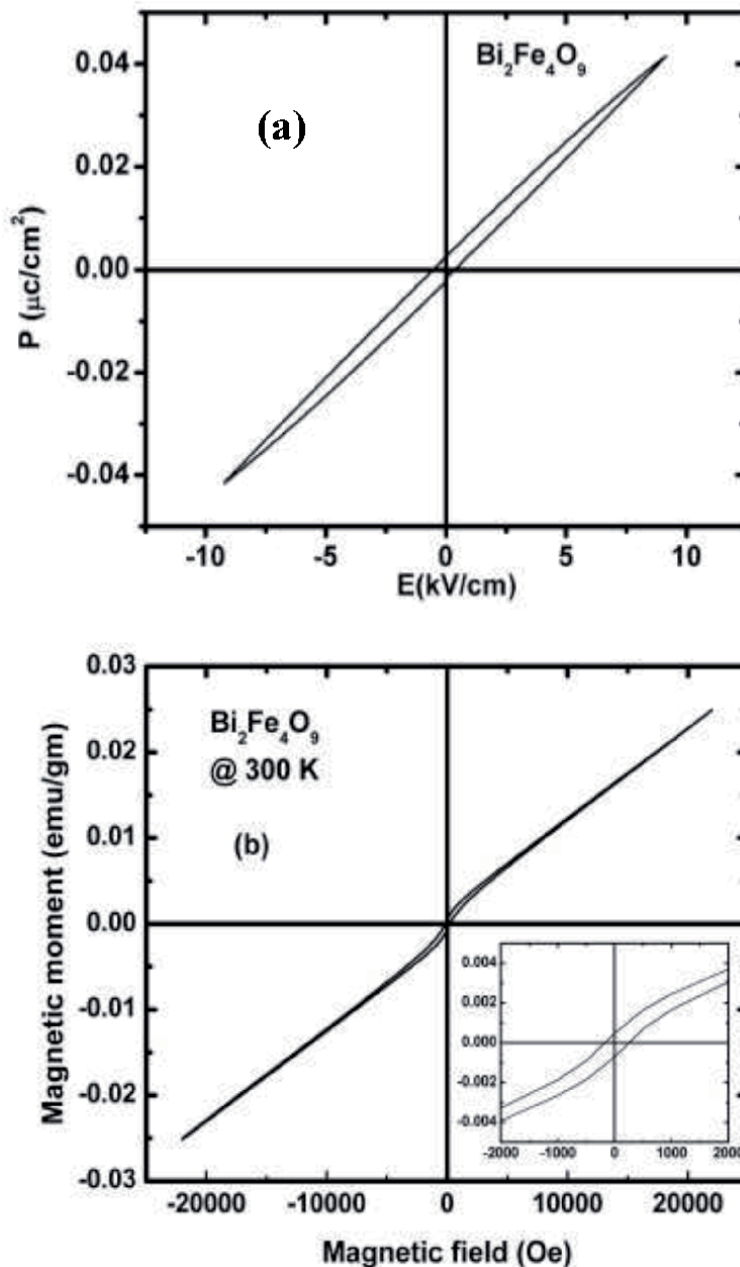 Bi₂Fe₄O₉
(a)
0.04
0.02
0.00
-0.02
-0.04
P (μc/cm²)
-10 -5 0 5 10
E(kV/cm)
Bi₂Fe₄O₉
@ 300 K
(b)
0.03
0.02
0.01
0.00
-0.01
-0.02
-0.03
Magnetic moment (emu/gm)
0.004
0.002
0.000
-0.002
-0.004
-2000 -1000 0 1000 2000
-20000 -10000 0 10000 20000
Magnetic field (Oe)